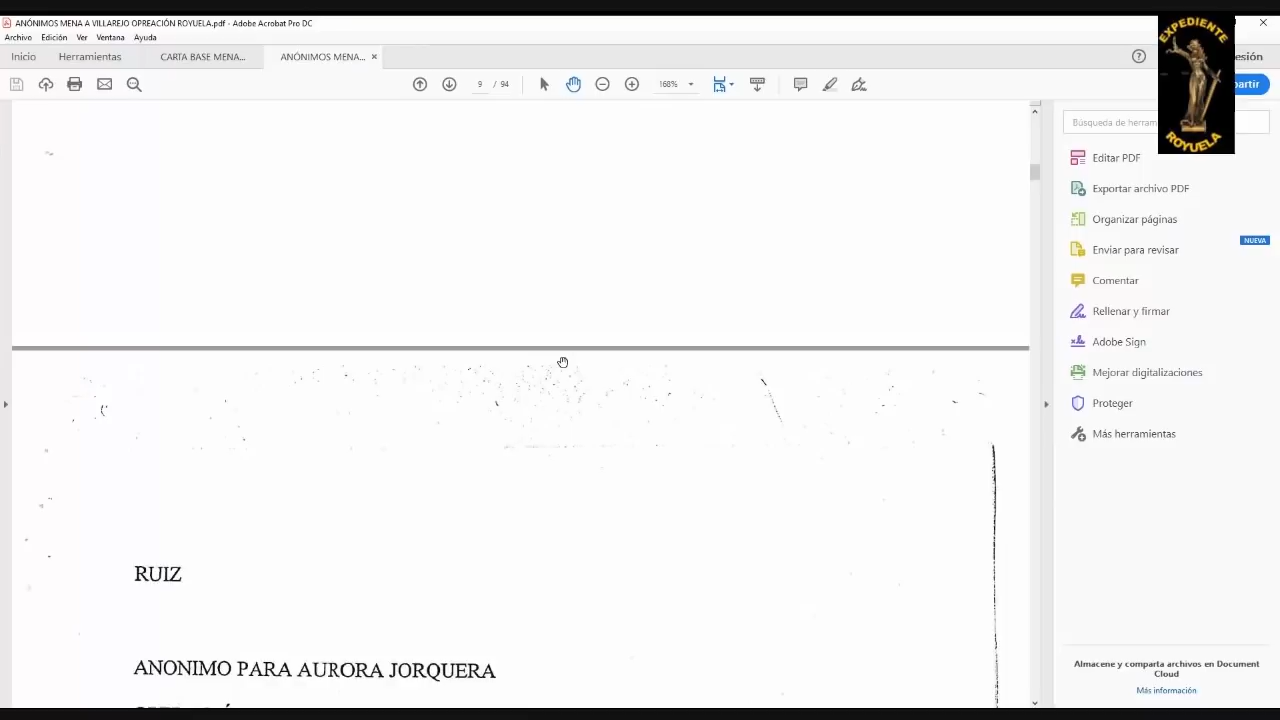 ANÓNIMOS MENA A VILLAREJO OPREACIÓN ROYUELA.pdf - Adobe Acrobat Pro DC
Archivo Edición Ver Ventana Ayuda
Inicio Herramientas CARTA BASE MENA... ANÓNIMOS MENA... × esión
9 / 94 168% partir
EXPEDIENTE
ROYUELA
Búsqueda de herram
Editar PDF
Exportar archivo PDF
Organizar páginas
NUEVA
Enviar para revisar
Comentar
Rellenar y firmar
Adobe Sign
Mejorar digitalizaciones
Proteger
Más herramientas
RUIZ
ANONIMO PARA AURORA JORQUERA
Almacene y comparta archivos en Document
Cloud
Más información